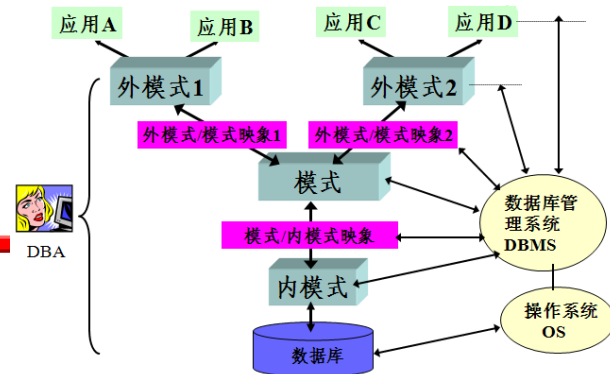 应用A
应用B
应用C
应用D
外模式1
外模式2
外模式/模式映象1
外模式/模式映象2
模式
数据库管
理系统
DBMS
模式/内模式映象
DBA
内模式
操作系统
OS
数据库